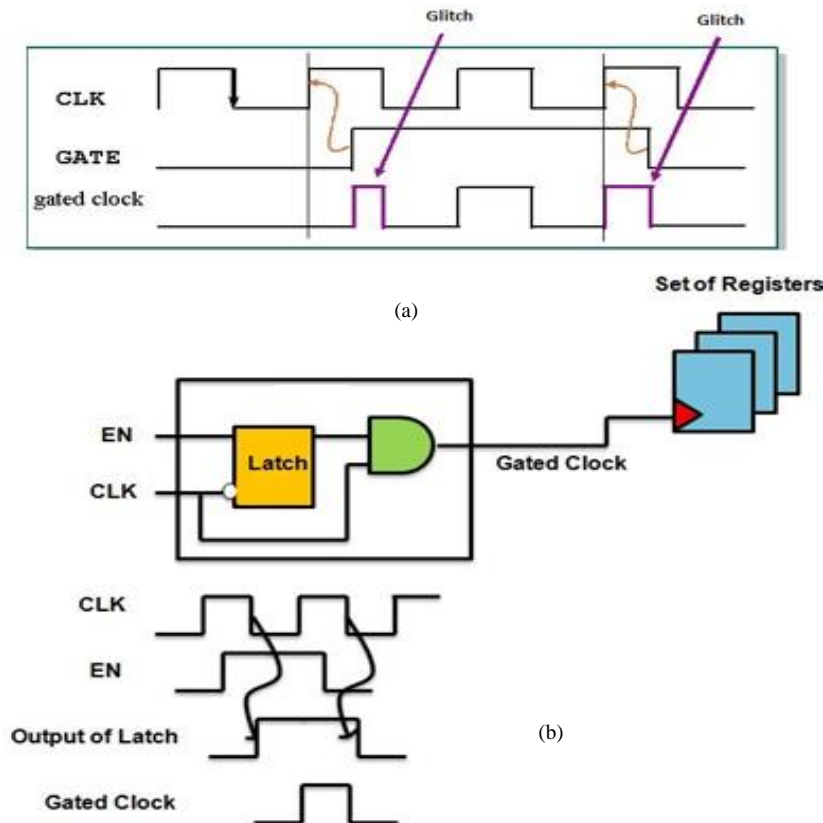 Glitch
Glitch
CLK
GATE
gated clock
(a)
Set of Registers
EN
Latch
CLK
Gated Clock
CLK
EN
Output of Latch
(b)
Gated Clock